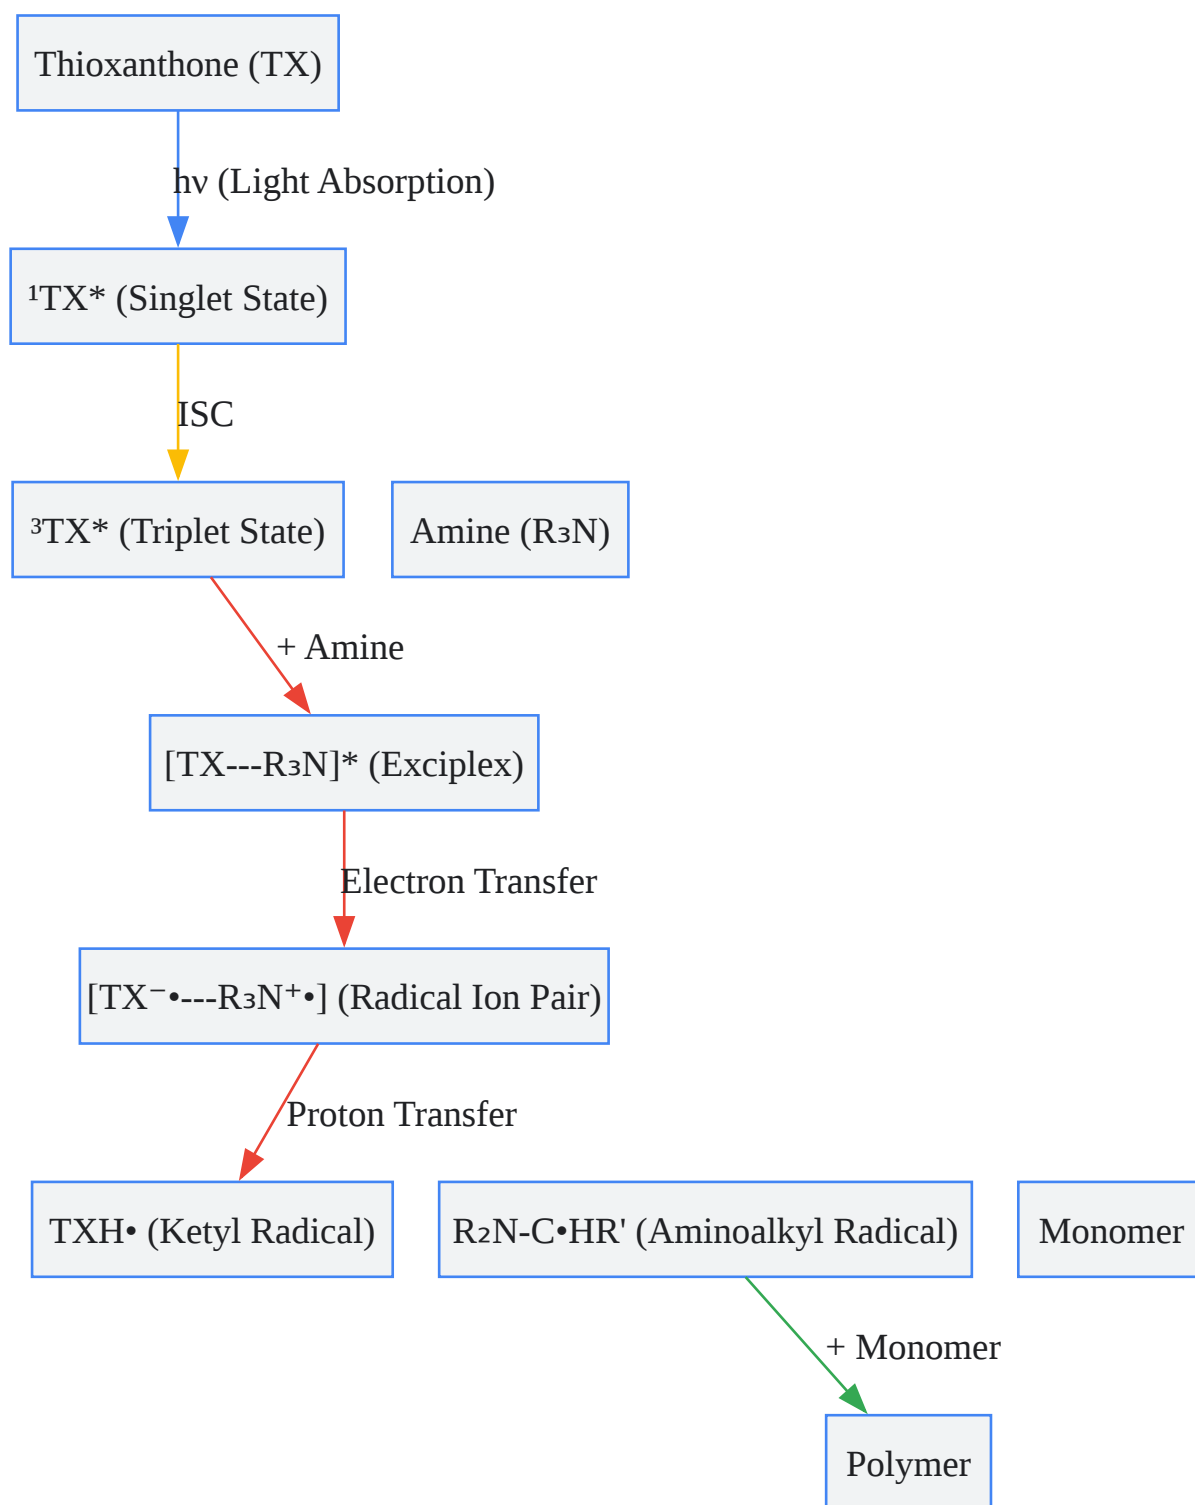 Thioxanthone (TX)
hν (Light Absorption)
¹TX* (Singlet State)
ISC
³TX* (Triplet State)
Amine (R₃N)
+ Amine
[TX---R₃N]* (Exciplex)
Electron Transfer
[TX⁻•---R₃N⁺•] (Radical Ion Pair)
Proton Transfer
TXH• (Ketyl Radical)
R₂N-C•HR' (Aminoalkyl Radical)
Monomer
+ Monomer
Polymer